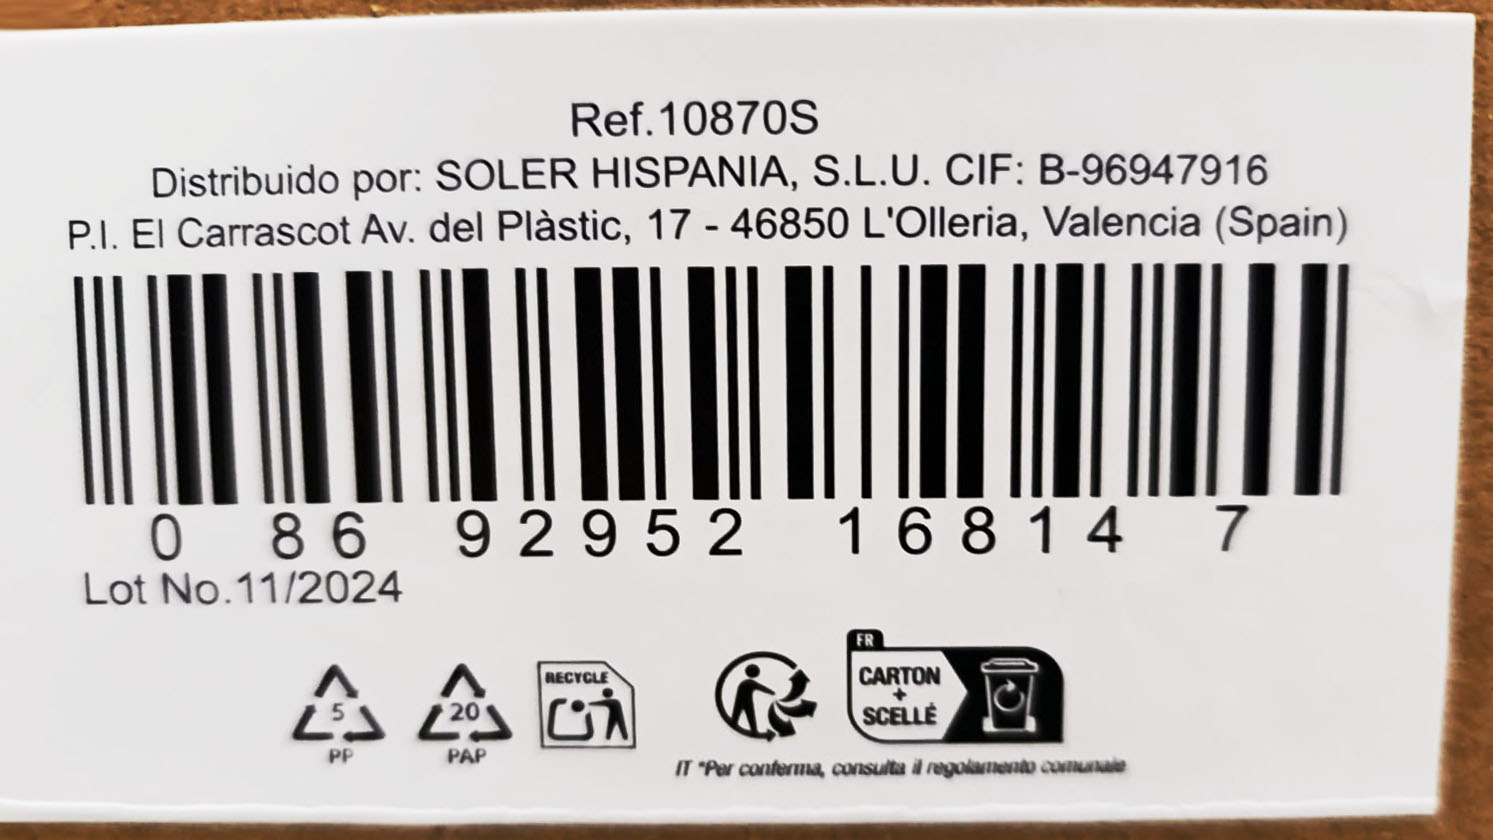 Ref.10870S
Distribuido por: SOLER HISPANIA, S.L.U. CIF: B-96947916
P.I. El Carrascot Av. del Plàstic, 17 - 46850 L'Olleria, Valencia (Spain)
0 86 92952 16814 7
Lot No.11/2024
5
PP
20
PAP
RECYCLE
FR
CARTON
+
SCELLÉ
IT *Per conferma, consulta il regolamento comunale